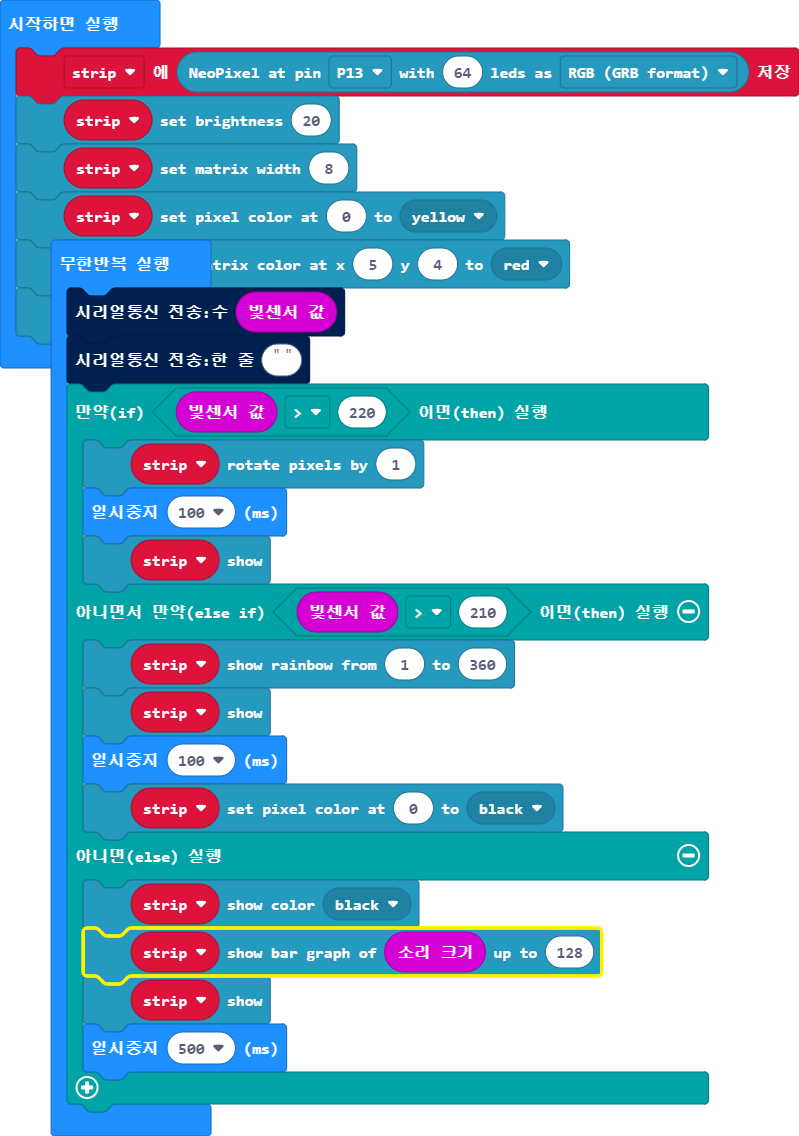 시작하면 실행
strip 에 NeoPixel at pin P13 with 64 leds as RGB (GRB format) 저장
strip set brightness 20
strip set matrix width 8
strip set pixel color at 0 to yellow
color at x 5 y 4 to red
무한반복 실행
시리얼통신 전송:수 빛센서 값
시리얼통신 전송:한 줄 " "
만약(if) 빛센서 값 > 220 이면(then) 실행
strip rotate pixels by 1
일시중지 100 (ms)
strip show
아니면서 만약(else if) 빛센서 값 > 210 이면(then) 실행
strip show rainbow from 1 to 360
strip show
일시중지 100 (ms)
strip set pixel color at 0 to black
아니면(else) 실행
strip show color black
strip show bar graph of 소리 크기 up to 128
strip show
일시중지 500 (ms)